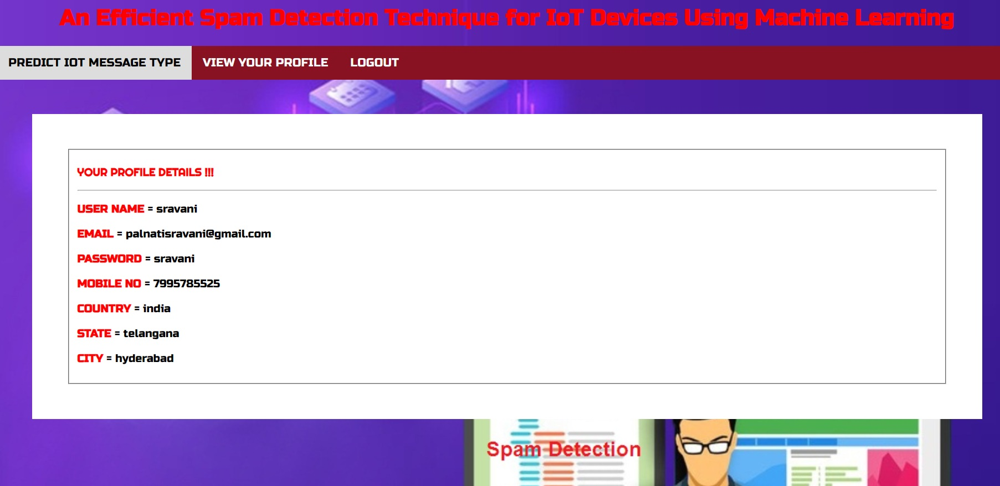 An Efficient Spam Detection Technique for IoT Devices Using Machine Learning
PREDICT IOT MESSAGE TYPE VIEW YOUR PROFILE LOGOUT
YOUR PROFILE DETAILS !!!
USER NAME = sravani
EMAIL = palnatisravani@gmail.com
PASSWORD = sravani
MOBILE NO = 7995785525
COUNTRY = india
STATE = telangana
CITY = hyderabad
Spam Detection